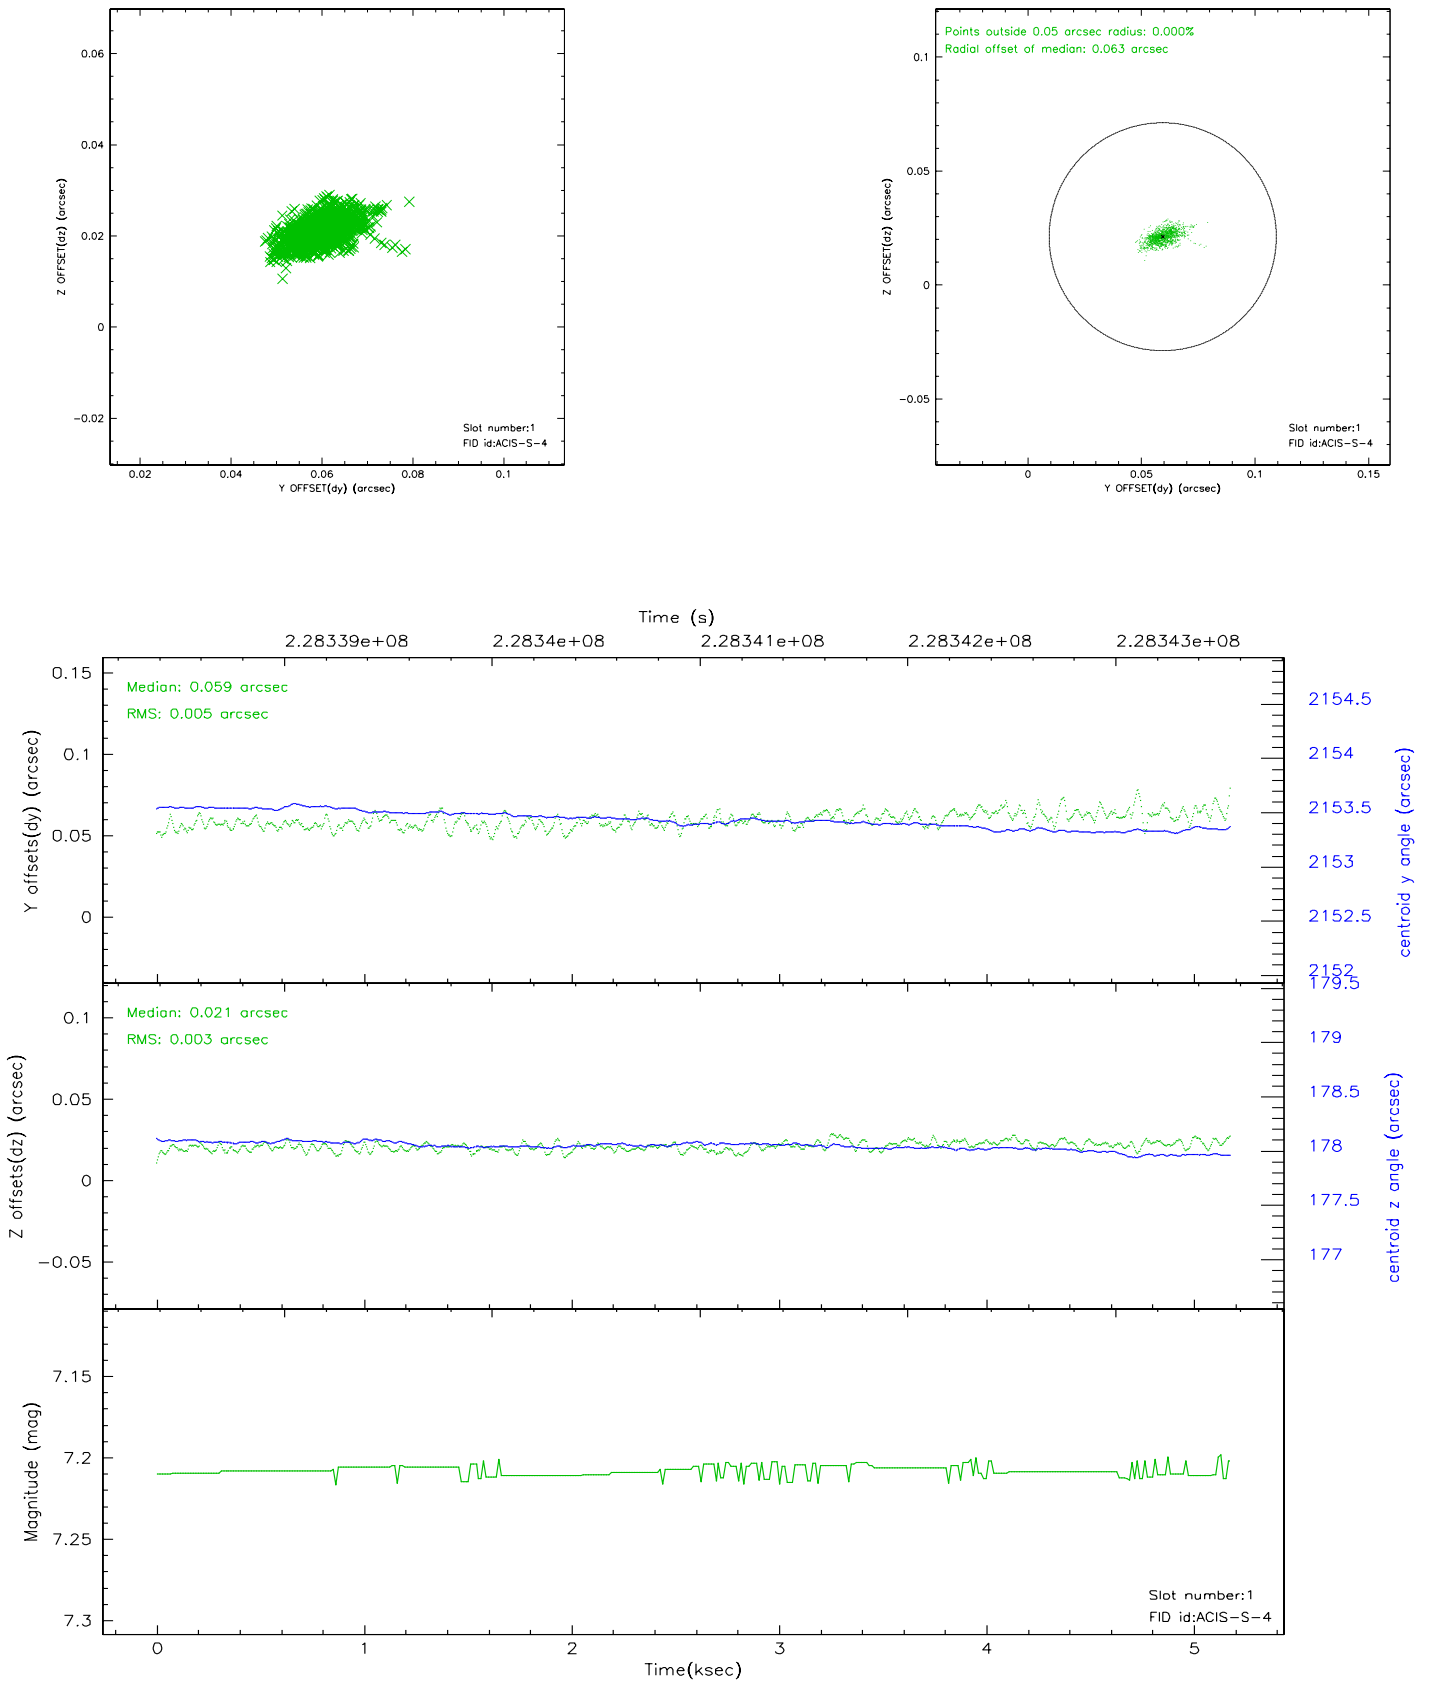 0.06
0.04
0.02
0
−0.02
Z OFFSET(dz) (arcsec)
Slot number:1
FID id:ACIS−S−4
0.02 0.04 0.06 0.08 0.1
Y OFFSET(dy) (arcsec)
Points outside 0.05 arcsec radius: 0.000%
Radial offset of median: 0.063 arcsec
0.1
0.05
0
−0.05
Z OFFSET(dz) (arcsec)
Slot number:1
FID id:ACIS−S−4
0 0.05 0.1 0.15
Y OFFSET(dy) (arcsec)
Time (s)
2.28339e+08 2.2834e+08 2.28341e+08 2.28342e+08 2.28343e+08
Median: 0.059 arcsec
RMS: 0.005 arcsec
0.15
0.1
0.05
0
Y offsets(dy) (arcsec)
2154.5
2154
2153.5
2153
2152.5
2152
centroid y angle (arcsec)
Median: 0.021 arcsec
RMS: 0.003 arcsec
0.1
0.05
0
−0.05
Z offsets(dz) (arcsec)
179.5
179
178.5
178
177.5
177
centroid z angle (arcsec)
7.15
7.2
7.25
7.3
Magnitude (mag)
Slot number:1
FID id:ACIS−S−4
0 1 2 3 4 5
Time(ksec)